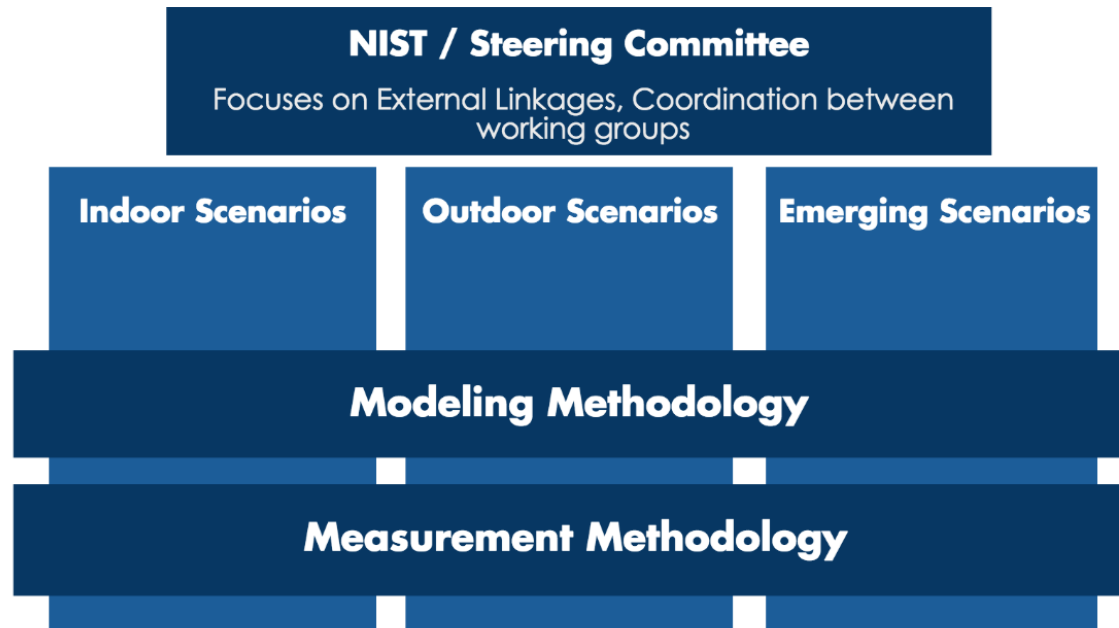 NIST / Steering Committee
Focuses on External Linkages, Coordination between
working groups
Indoor Scenarios
Outdoor Scenarios
Emerging Scenarios
Modeling Methodology
Measurement Methodology